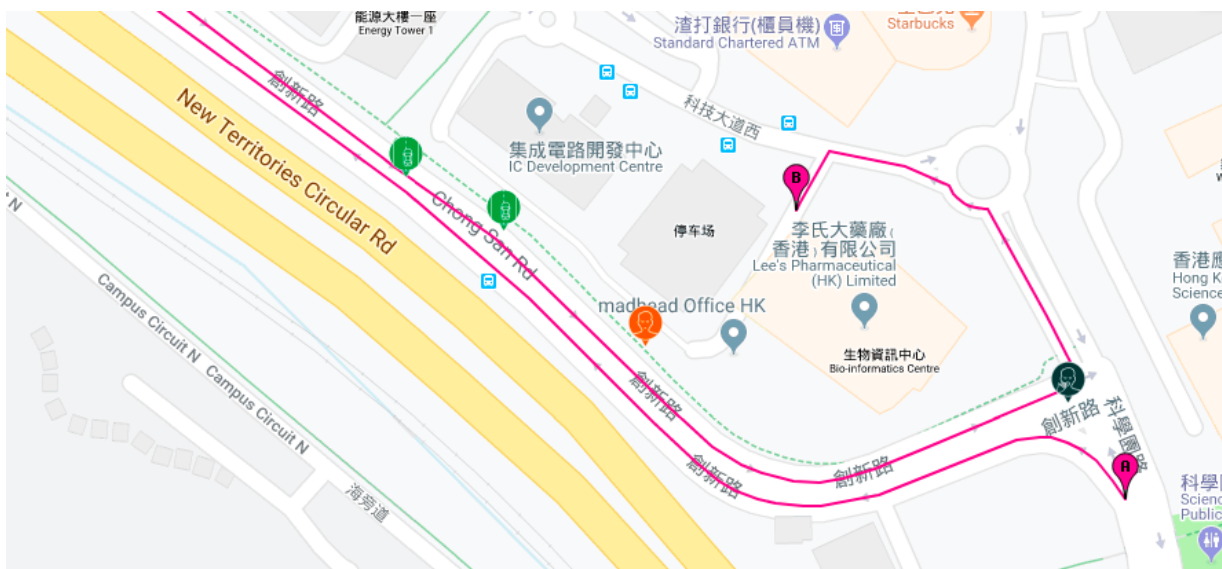 能源大樓一座
Energy Tower 1
渣打銀行(櫃員機)
Standard Chartered ATM
Starbucks
創新路
New Territories Circular Rd
科技大道西
集成電路開發中心
IC Development Centre
Chong San Rd
停车场
B
李氏大藥廠(
香港)有限公司
Lee's Pharmaceutical
(HK) Limited
香港應
Hong K
Science
madhead Office HK
生物資訊中心
Bio-informatics Centre
Campus Circuit N
Campus Circuit N
創新路
創新路
創新路
創新路
科學園路
A
海旁道
科學
Scienc
Public